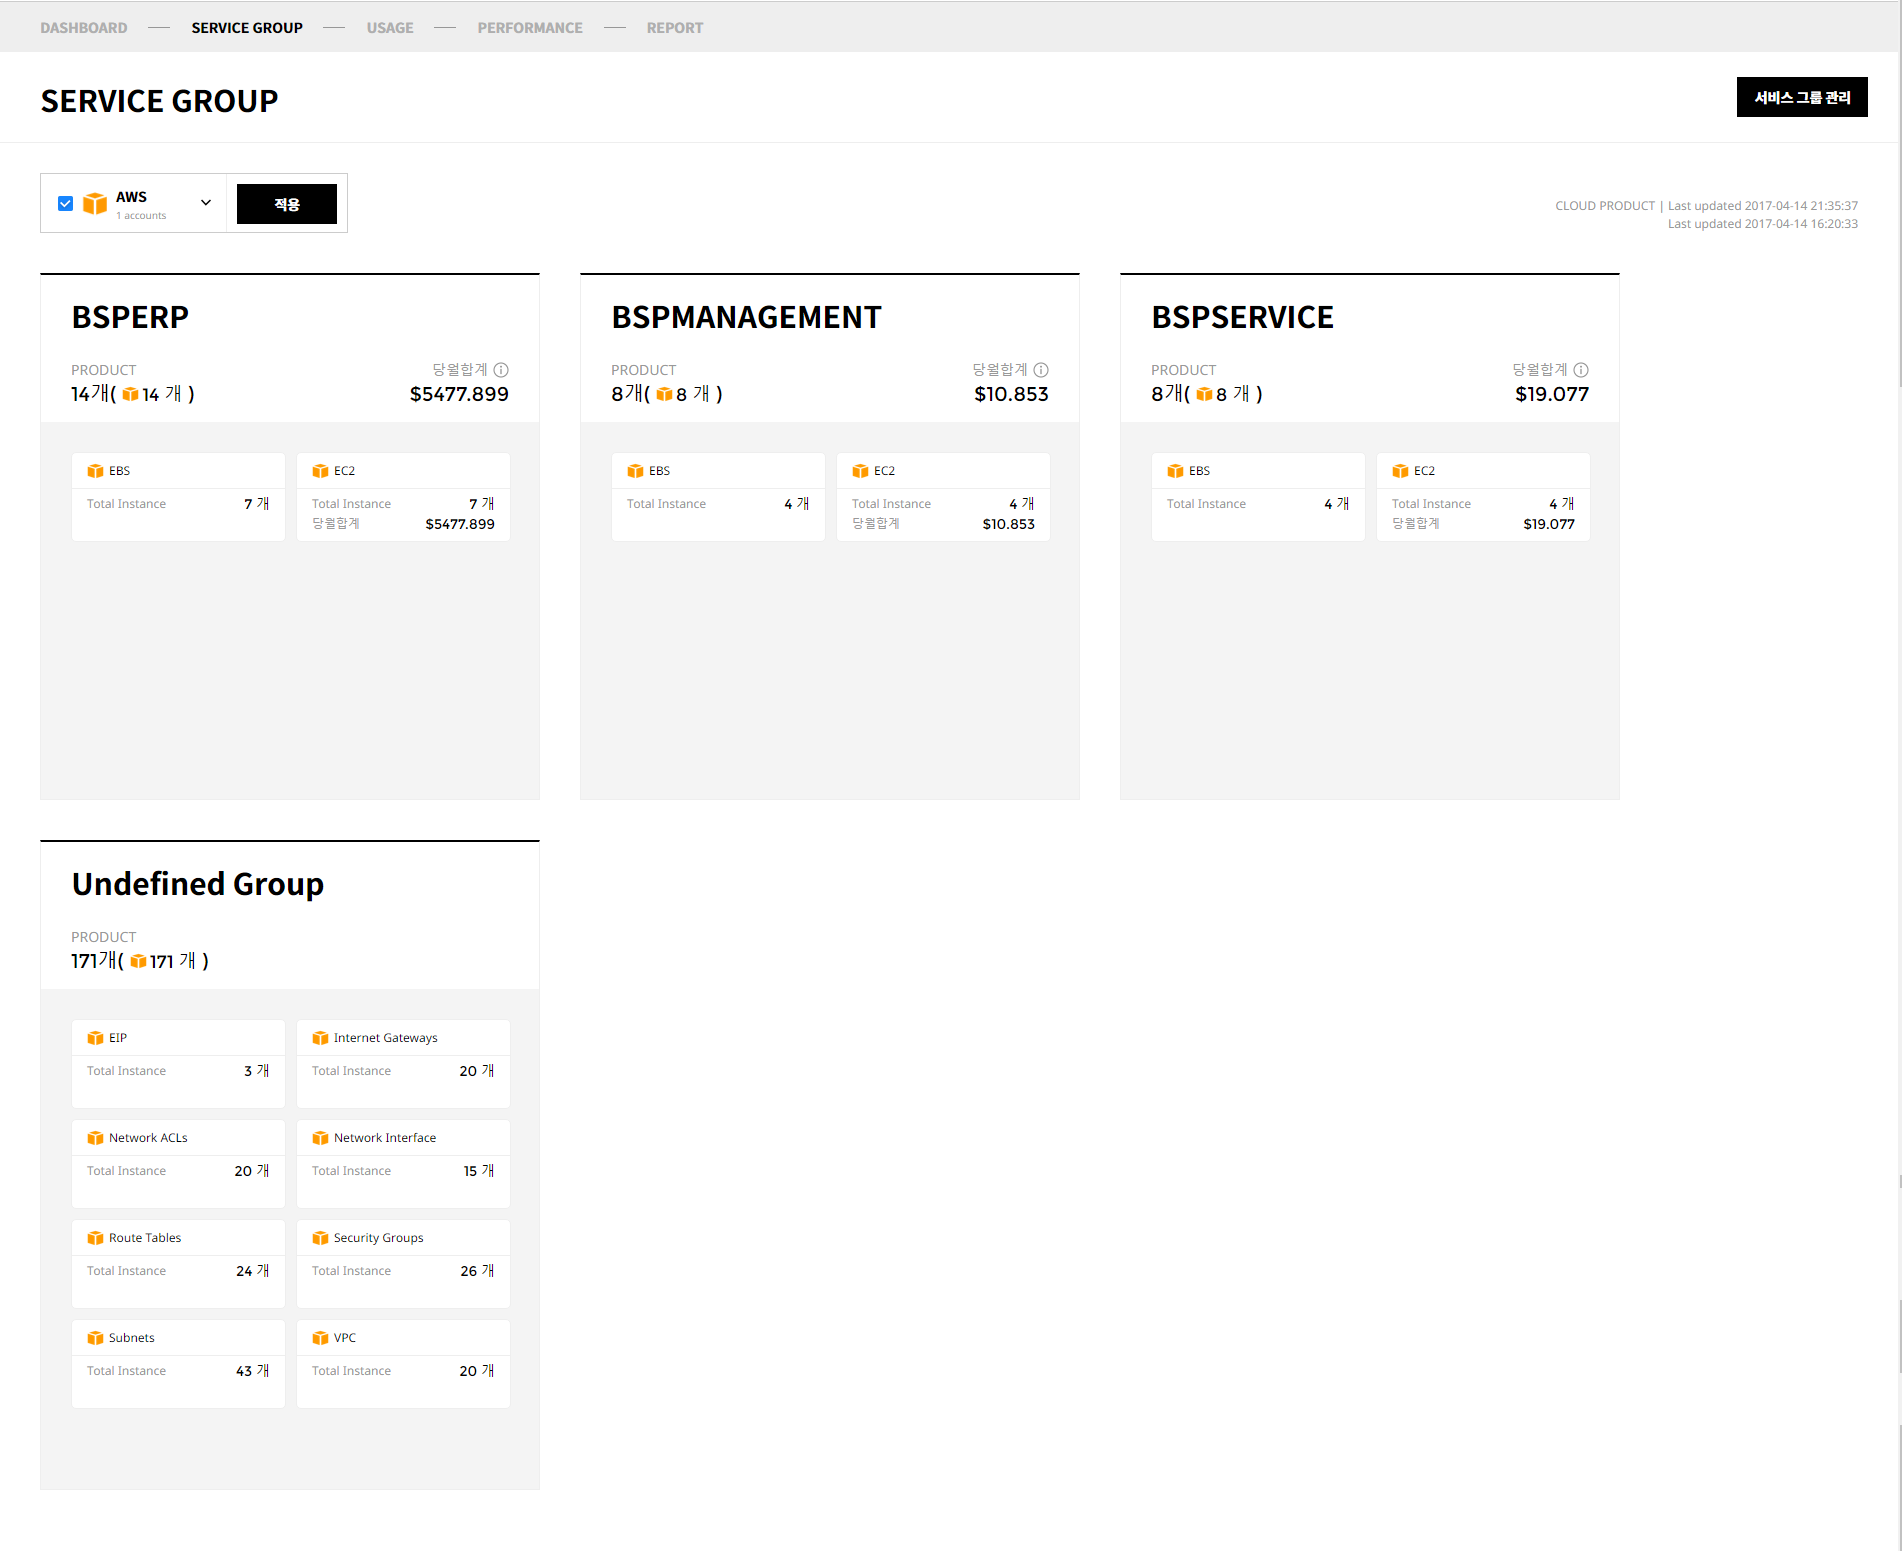 DASHBOARD — SERVICE GROUP — USAGE — PERFORMANCE — REPORT
SERVICE GROUP
서비스 그룹 관리
AWS
1 accounts
적용
CLOUD PRODUCT | Last updated 2017-04-14 21:35:37
Last updated 2017-04-14 16:20:33
BSPERP
PRODUCT 당월합계
14개( 14 개 ) $5477.899
EBS
Total Instance 7 개
EC2
Total Instance 7 개
당월합계 $5477.899
BSPMANAGEMENT
PRODUCT 당월합계
8개( 8 개 ) $10.853
EBS
Total Instance 4 개
EC2
Total Instance 4 개
당월합계 $10.853
BSPSERVICE
PRODUCT 당월합계
8개( 8 개 ) $19.077
EBS
Total Instance 4 개
EC2
Total Instance 4 개
당월합계 $19.077
Undefined Group
PRODUCT
171개( 171 개 )
EIP
Total Instance 3 개
Internet Gateways
Total Instance 20 개
Network ACLs
Total Instance 20 개
Network Interface
Total Instance 15 개
Route Tables
Total Instance 24 개
Security Groups
Total Instance 26 개
Subnets
Total Instance 43 개
VPC
Total Instance 20 개